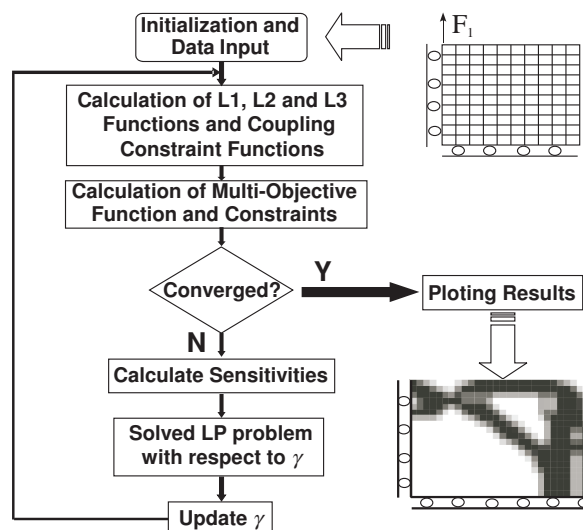 Initialization and
Data Input
F1
Calculation of L1, L2 and L3
Functions and Coupling
Constraint Functions
Calculation of Multi-Objective
Function and Constraints
Converged?
Y
Ploting Results
N
Calculate Sensitivities
Solved LP problem
with respect to γ
Update γ